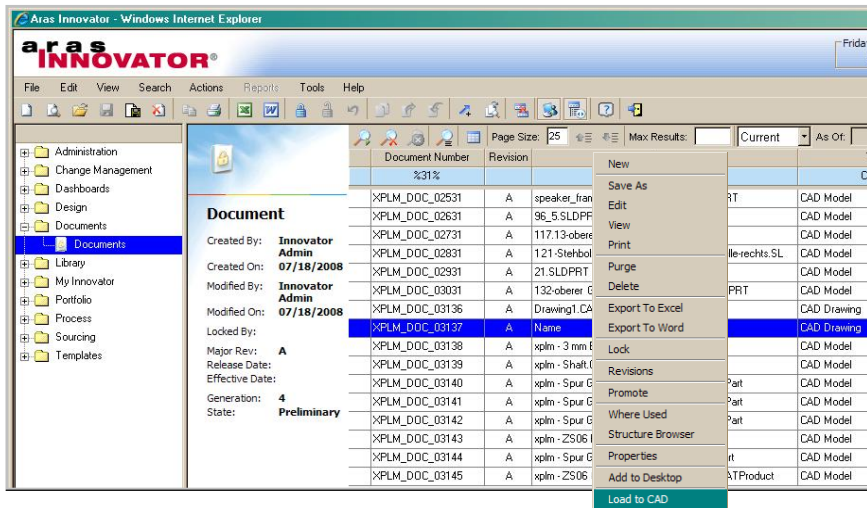 Aras Innovator - Windows Internet Explorer
aras
INNOVATOR®
Frida
File Edit View Search Actions Reports Tools Help
Page Size: 25 Max Results: Current As Of:
Administration
Change Management
Dashboards
Design
Documents
Documents
Library
My Innovator
Portfolio
Process
Sourcing
Templates
Document
Created By: Innovator Admin
Created On: 07/18/2008
Modified By: Innovator Admin
Modified On: 07/18/2008
Locked By:
Major Rev: A
Release Date:
Effective Date:
Generation: 4
State: Preliminary
Document Number Revision
%31% C
XPLM_DOC_02531 A speaker_fran RT CAD Model
XPLM_DOC_02631 A 96_5.SLDPF CAD Model
XPLM_DOC_02731 A 117.13-obere CAD Model
XPLM_DOC_02831 A 121-Stehbol lle-rechts.SL CAD Model
XPLM_DOC_02931 A 21.SLDPRT CAD Model
XPLM_DOC_03031 A 132-oberer G PRT CAD Model
XPLM_DOC_03136 A Drawing1.CA CAD Drawing
XPLM_DOC_03137 A Name CAD Drawing
XPLM_DOC_03138 A xplm - 3 mm E CAD Model
XPLM_DOC_03139 A xplm - Shaft.( CAD Model
XPLM_DOC_03140 A xplm - Spur G Part CAD Model
XPLM_DOC_03141 A xplm - Spur G Part CAD Model
XPLM_DOC_03142 A xplm - Spur G Part CAD Model
XPLM_DOC_03143 A xplm - ZS06 CAD Model
XPLM_DOC_03144 A xplm - Spur G rt CAD Model
XPLM_DOC_03145 A xplm - ZS06 ATProduct CAD Model
New
Save As
Edit
View
Print
Purge
Delete
Export To Excel
Export To Word
Lock
Revisions
Promote
Where Used
Structure Browser
Properties
Add to Desktop
Load to CAD